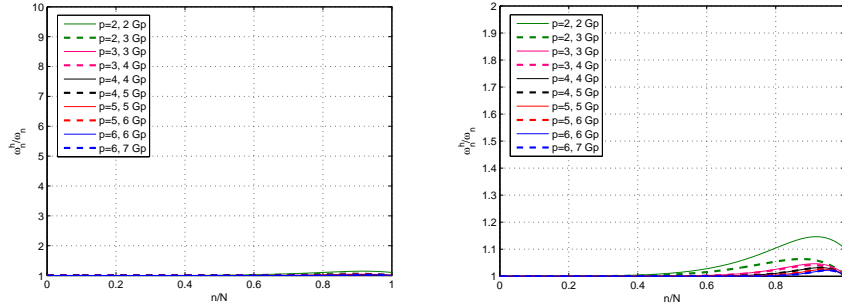 10
9
8
7
6
5
4
3
2
1
ω_n^h/ω_n
0
0.2
0.4
0.6
0.8
1
n/N
p=2, 2 Gp
p=2, 3 Gp
p=3, 3 Gp
p=3, 4 Gp
p=4, 4 Gp
p=4, 5 Gp
p=5, 5 Gp
p=5, 6 Gp
p=6, 6 Gp
p=6, 7 Gp
2
1.9
1.8
1.7
1.6
1.5
1.4
1.3
1.2
1.1
1
ω_n^h/ω_n
0
0.2
0.4
0.6
0.8
n/N
p=2, 2 Gp
p=2, 3 Gp
p=3, 3 Gp
p=3, 4 Gp
p=4, 4 Gp
p=4, 5 Gp
p=5, 5 Gp
p=5, 6 Gp
p=6, 6 Gp
p=6, 7 Gp